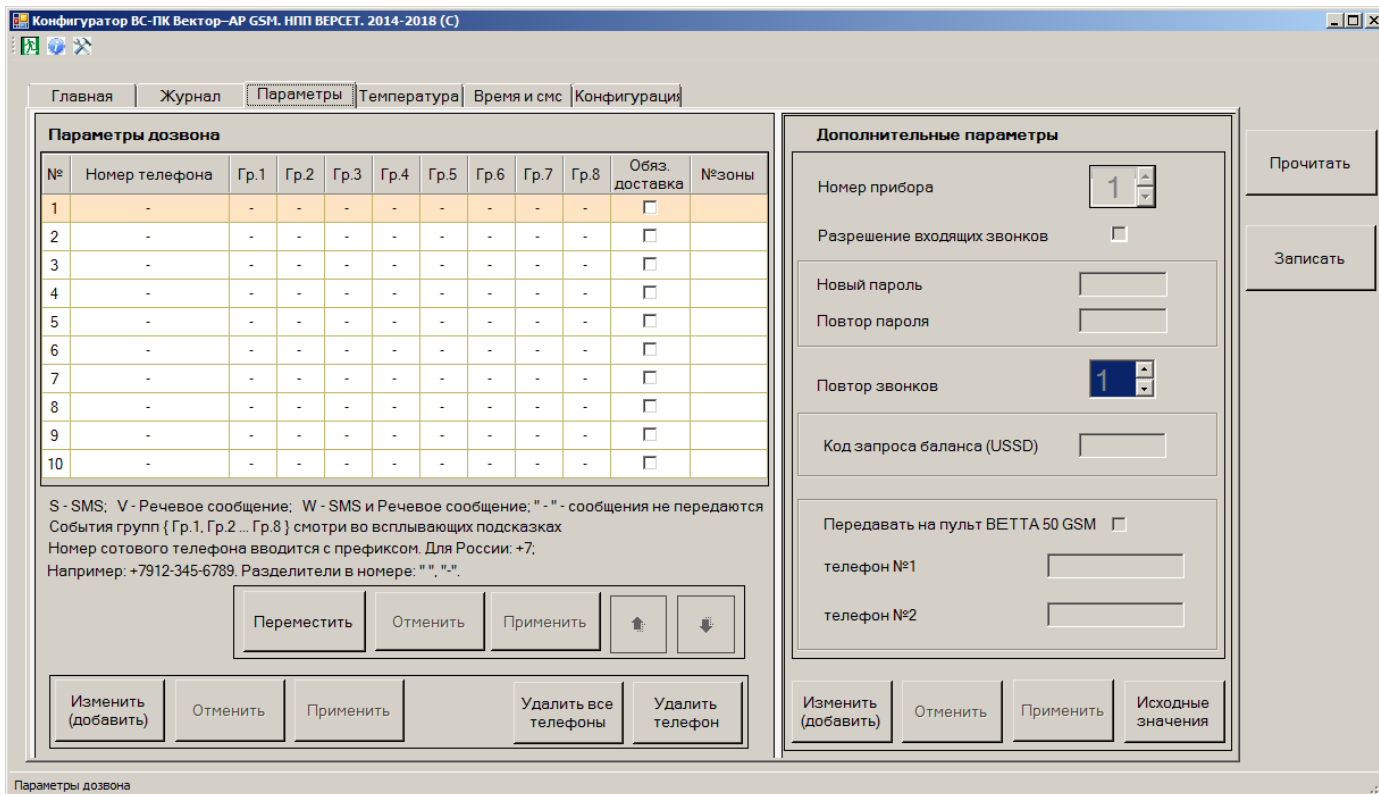 Конфигуратор ВС-ПК Вектор–АР GSM. НПП ВЕРСЕТ. 2014-2018 (С)
Главная Журнал Параметры Температура Время и смс Конфигурация
Параметры дозвона
№ Номер телефона Гр.1 Гр.2 Гр.3 Гр.4 Гр.5 Гр.6 Гр.7 Гр.8 Обяз. доставка №зоны
1 - - - - - - - - -
2 - - - - - - - - -
3 - - - - - - - - -
4 - - - - - - - - -
5 - - - - - - - - -
6 - - - - - - - - -
7 - - - - - - - - -
8 - - - - - - - - -
9 - - - - - - - - -
10 - - - - - - - - -
S - SMS; V - Речевое сообщение; W - SMS и Речевое сообщение; " - " - сообщения не передаются
События групп { Гр.1, Гр.2 ... Гр.8 } смотри во всплывающих подсказках
Номер сотового телефона вводится с префиксом. Для России: +7;
Например: +7912-345-6789. Разделители в номере: " ", "-".
Переместить Отменить Применить
Изменить (добавить) Отменить Применить Удалить все телефоны Удалить телефон
Дополнительные параметры
Номер прибора 1
Разрешение входящих звонков
Новый пароль
Повтор пароля
Повтор звонков 1
Код запроса баланса (USSD)
Передавать на пульт BETTA 50 GSM
телефон №1
телефон №2
Изменить (добавить) Отменить Применить Исходные значения
Прочитать
Записать
Параметры дозвона